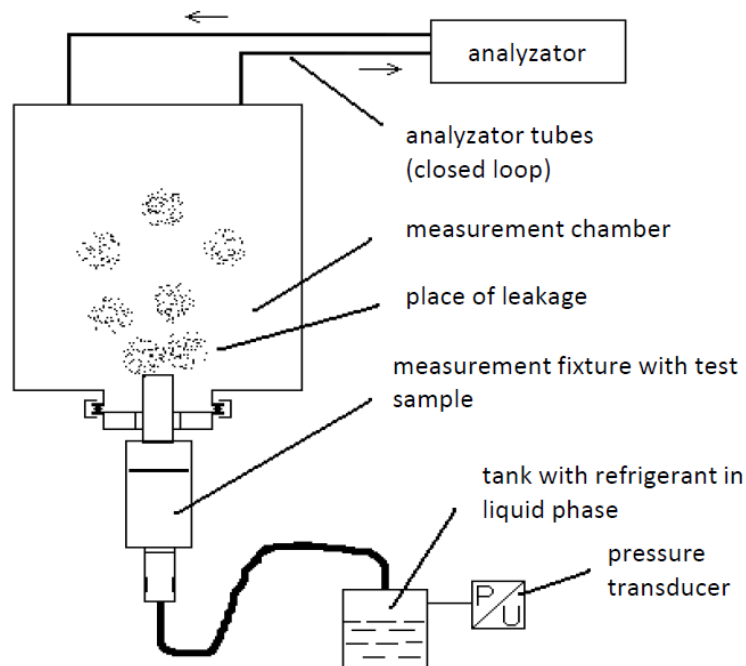 analyzator
analyzator tubes
(closed loop)
measurement chamber
place of leakage
measurement fixture with test
sample
tank with refrigerant in
liquid phase
pressure
transducer
P
U